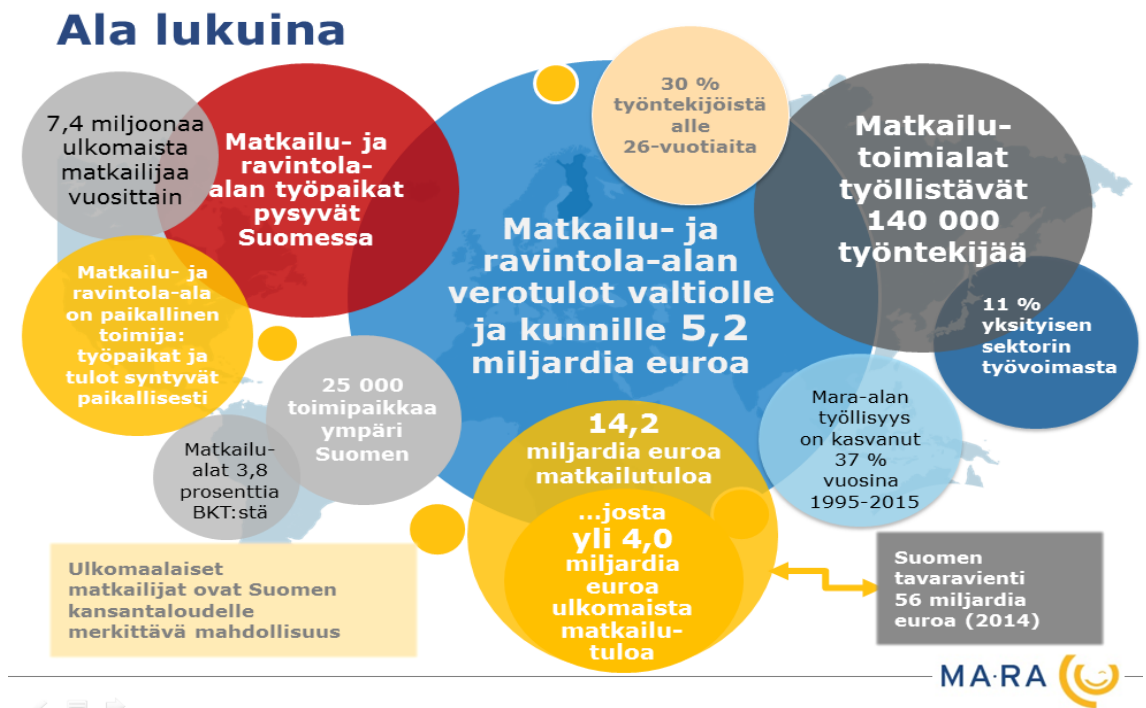 Ala lukuina
7,4 miljoonaa
ulkomaista
matkailijaa
vuosittain
Matkailu- ja
ravintola-
alan työpaikat
pysyvät
Suomessa
30 %
työntekijöistä
alle
26-vuotiaita
Matkailu-
toimialat
työllistävät
140 000
työntekijää
Matkailu- ja
ravintola-alan
verotulot valtiolle
ja kunnille 5,2
miljardia euroa
Matkailu- ja
ravintola-ala
on paikallinen
toimija:
työpaikat ja
tulot syntyvät
paikallisesti
11 %
yksityisen
sektorin
työvoimasta
25 000
toimipaikkaa
ympäri
Suomen
Mara-alan
työllisyys
on kasvanut
37 %
vuosina
1995-2015
Matkailu-
alat 3,8
prosenttia
BKT:stä
14,2
miljardia euroa
matkailutuloa
...josta
yli 4,0
miljardia
euroa
ulkomaista
matkailu-
tuloa
Ulkomaalaiset
matkailijat ovat Suomen
kansantaloudelle
merkittävä mahdollisuus
Suomen
tavaravienti
56 miljardia
euroa (2014)
MA·RA